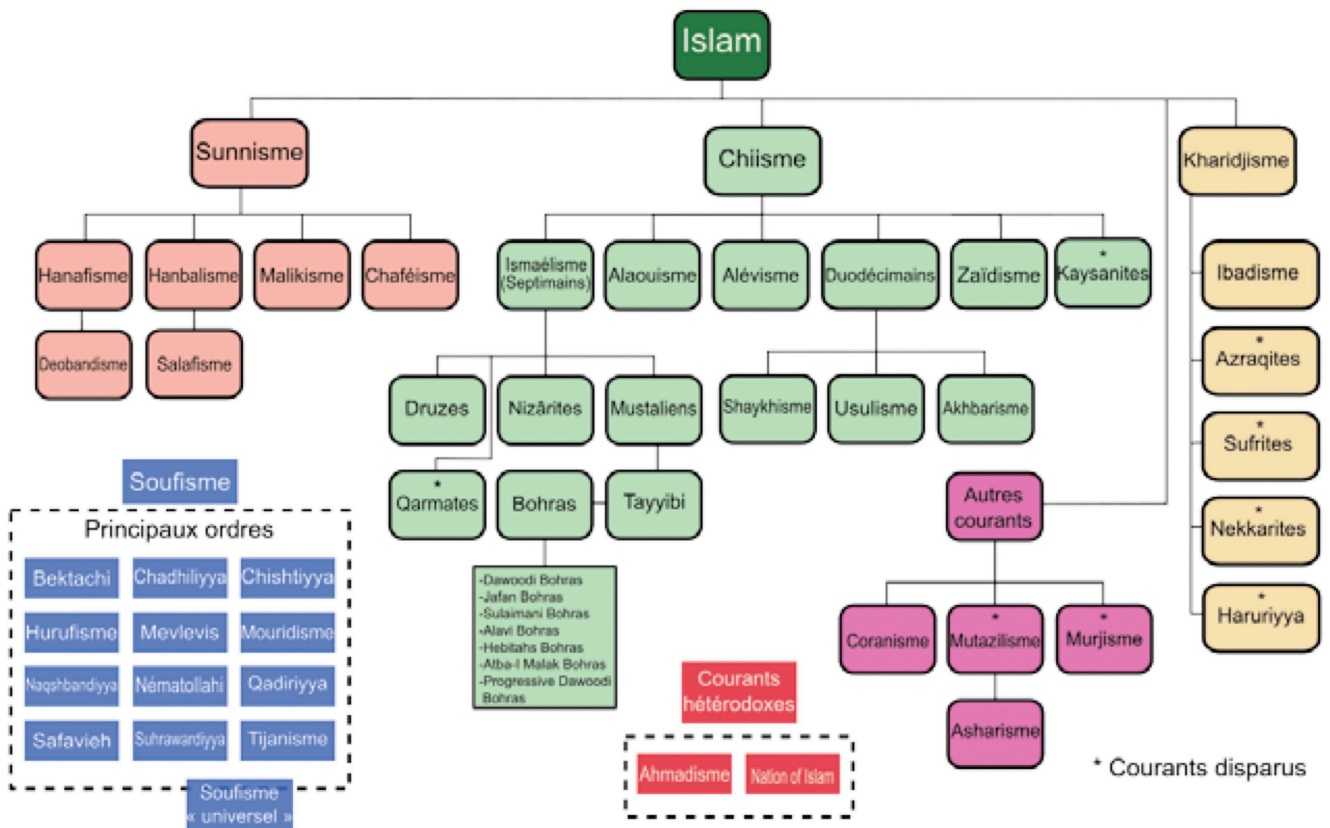 Islam
Sunnisme
Chiisme
Kharidjisme
Hanafisme
Hanbalisme
Malikisme
Chaféisme
Ismaélisme
(Septimains)
Alaouisme
Alévisme
Duodécimains
Zaïdisme
*
Kaysanites
Ibadisme
Deobandisme
Salafisme
*
Azraqites
Druzes
Nizârites
Mustaliens
Shaykhisme
Usulisme
Akhbarisme
*
Sufrites
*
Qarmates
Bohras
Tayyibi
Autres
courants
*
Nekkarites
-Dawoodi Bohras
-Jafari Bohras
-Sulaimani Bohras
-Alavi Bohras
-Hebitahs Bohras
-Atba-I Malak Bohras
-Progressive Dawoodi
Bohras
Coranisme
*
Mutazilisme
*
Murjisme
*
Haruriyya
Asharisme
Soufisme
Principaux ordres
Bektachi
Chadhiliyya
Chishtiyya
Hurufisme
Mevlevis
Mouridisme
Naqshbandiyya
Nématollahi
Qadiriyya
Safavieh
Suhrawardiyya
Tijanisme
Soufisme
« universel »
Courants
hétérodoxes
Ahmadisme
Nation of Islam
* Courants disparus